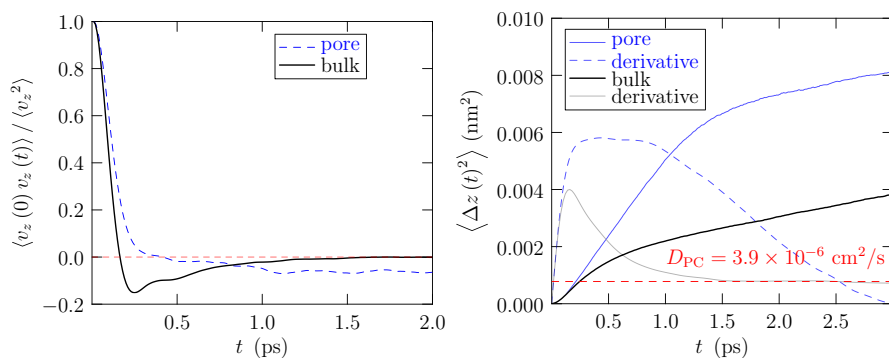 1.0
0.8
0.6
0.4
0.2
0.0
−0.2
0.5
1.0
1.5
2.0
t (ps)
⟨v_z (0) v_z (t)⟩ / ⟨v_z²⟩
pore
bulk
0.010
0.008
0.006
0.004
0.002
0.000
0.5
1.0
1.5
2.0
2.5
t (ps)
⟨Δz (t)²⟩ (nm²)
pore
derivative
bulk
derivative
D_PC = 3.9 × 10⁻⁶ cm²/s